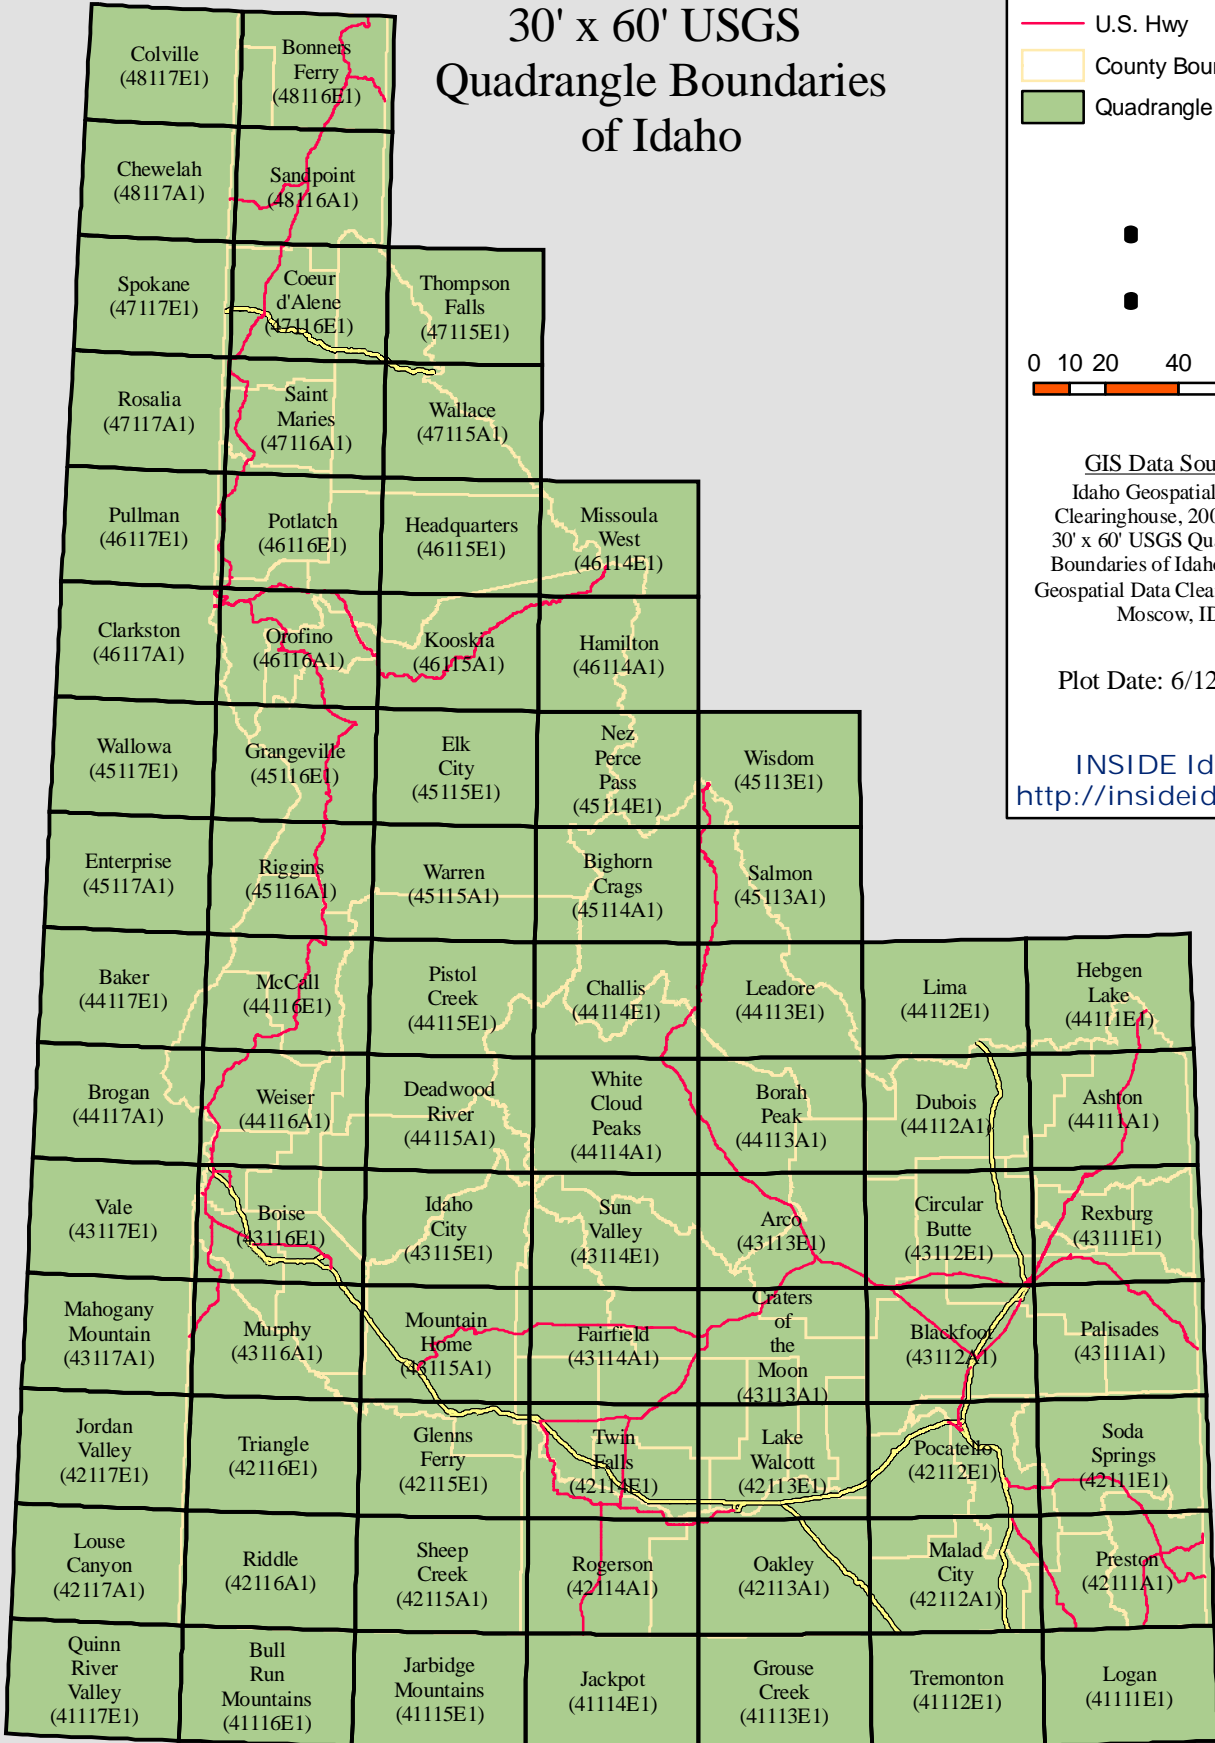 30' x 60' USGS
Quadrangle Boundaries
of Idaho
U.S. Hwy
County Bour
Quadrangle
0 10 20 40
GIS Data Sou
Idaho Geospatial
Clearinghouse, 200
30' x 60' USGS Qu
Boundaries of Idaho
Geospatial Data Clea
Moscow, ID
Plot Date: 6/12
INSIDE Id
http://insideid
Colville
(48117E1)
Bonners
Ferry
(48116E1)
Chewelah
(48117A1)
Sandpoint
(48116A1)
Spokane
(47117E1)
Coeur
d'Alene
(47116E1)
Thompson
Falls
(47115E1)
Rosalia
(47117A1)
Saint
Maries
(47116A1)
Wallace
(47115A1)
Pullman
(46117E1)
Potlatch
(46116E1)
Headquarters
(46115E1)
Missoula
West
(46114E1)
Clarkston
(46117A1)
Orofino
(46116A1)
Kooskia
(46115A1)
Hamilton
(46114A1)
Wallowa
(45117E1)
Grangeville
(45116E1)
Elk
City
(45115E1)
Nez
Perce
Pass
(45114E1)
Wisdom
(45113E1)
Enterprise
(45117A1)
Riggins
(45116A1)
Warren
(45115A1)
Bighorn
Crags
(45114A1)
Salmon
(45113A1)
Baker
(44117E1)
McCall
(44116E1)
Pistol
Creek
(44115E1)
Challis
(44114E1)
Leadore
(44113E1)
Lima
(44112E1)
Hebgen
Lake
(44111E1)
Brogan
(44117A1)
Weiser
(44116A1)
Deadwood
River
(44115A1)
White
Cloud
Peaks
(44114A1)
Borah
Peak
(44113A1)
Dubois
(44112A1)
Ashton
(44111A1)
Vale
(43117E1)
Boise
(43116E1)
Idaho
City
(43115E1)
Sun
Valley
(43114E1)
Arco
(43113E1)
Circular
Butte
(43112E1)
Rexburg
(43111E1)
Mahogany
Mountain
(43117A1)
Murphy
(43116A1)
Mountain
Home
(43115A1)
Fairfield
(43114A1)
Craters
of
the
Moon
(43113A1)
Blackfoot
(43112A1)
Palisades
(43111A1)
Jordan
Valley
(42117E1)
Triangle
(42116E1)
Glenns
Ferry
(42115E1)
Twin
Falls
(42114E1)
Lake
Walcott
(42113E1)
Pocatello
(42112E1)
Soda
Springs
(42111E1)
Louse
Canyon
(42117A1)
Riddle
(42116A1)
Sheep
Creek
(42115A1)
Rogerson
(42114A1)
Oakley
(42113A1)
Malad
City
(42112A1)
Preston
(42111A1)
Quinn
River
Valley
(41117E1)
Bull
Run
Mountains
(41116E1)
Jarbidge
Mountains
(41115E1)
Jackpot
(41114E1)
Grouse
Creek
(41113E1)
Tremonton
(41112E1)
Logan
(41111E1)